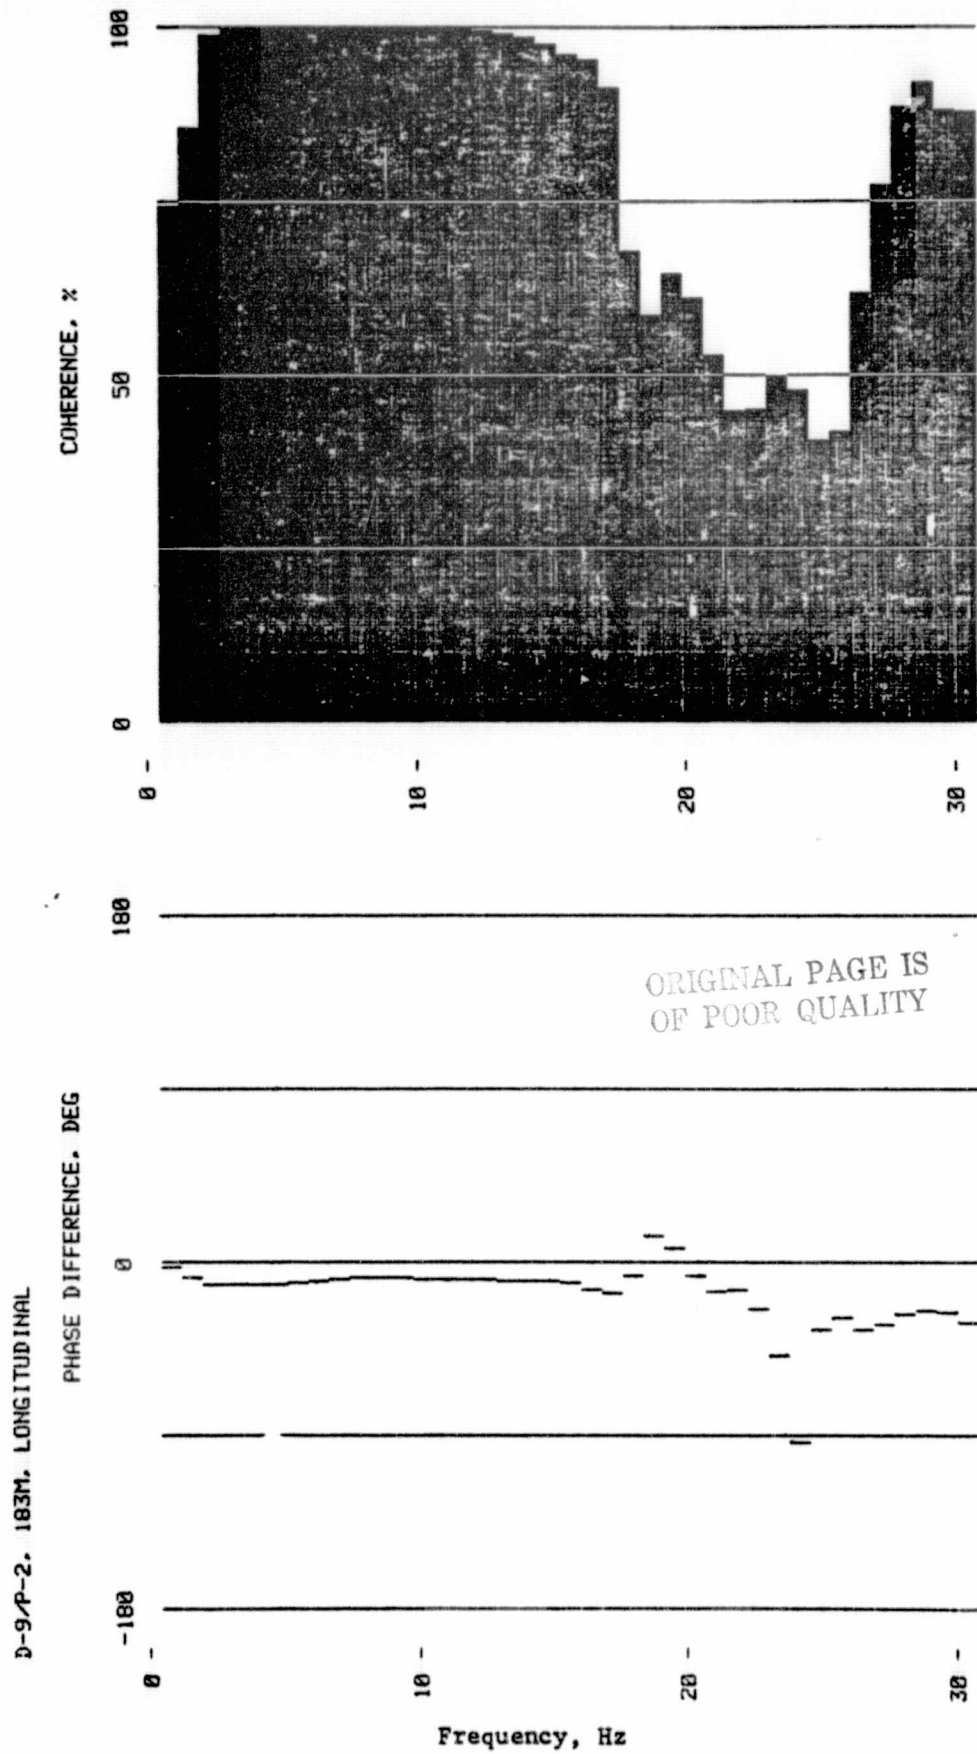 D-9/P-2. 183M. LONGITUDINAL
PHASE DIFFERENCE. DEG
-180
0
180
0 -
10 -
20 -
30 -
COHERENCE. %
0
50
100
0 -
10 -
20 -
30 -
Frequency, Hz
ORIGINAL PAGE IS
OF POOR QUALITY